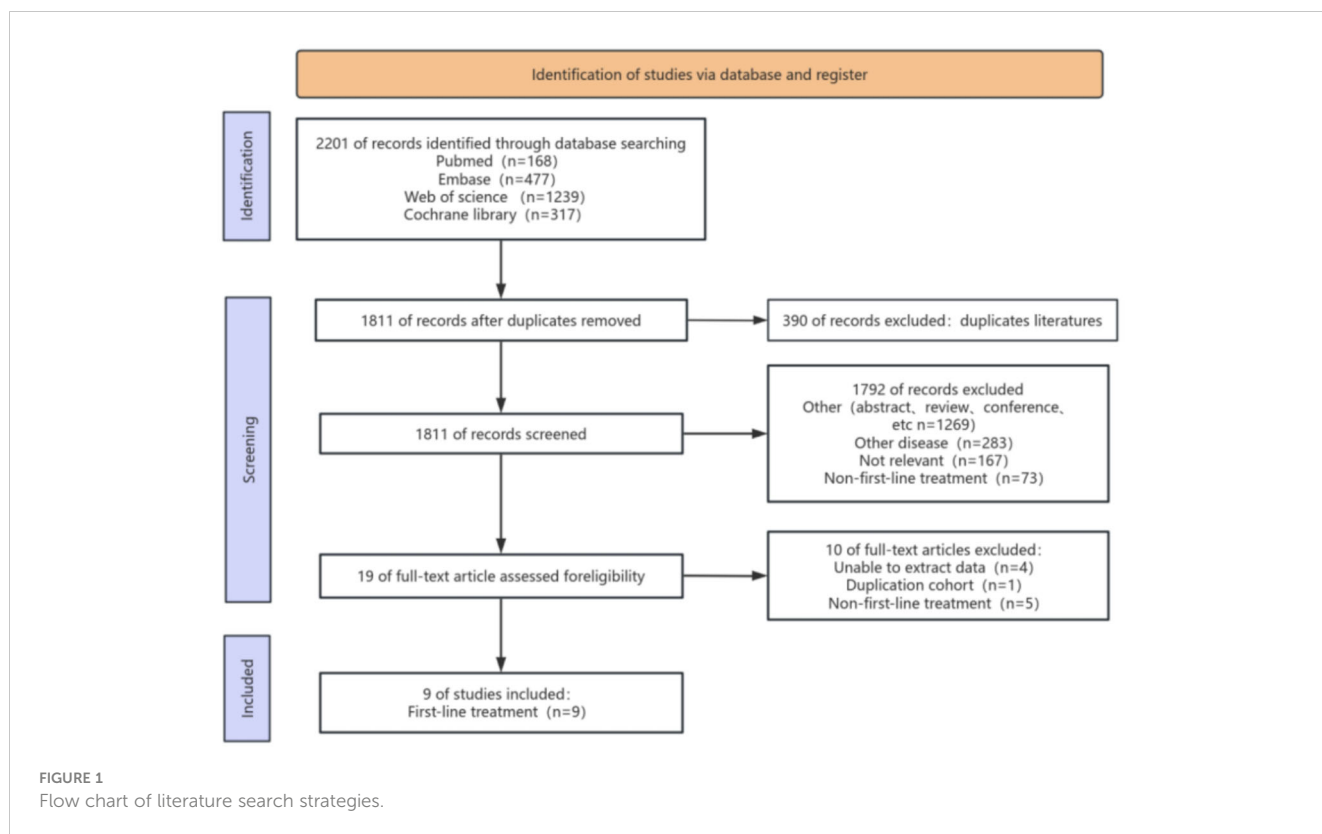 Identification of studies via database and register
Identification
2201 of records identified through database searching
Pubmed (n=168)
Embase (n=477)
Web of science (n=1239)
Cochrane library (n=317)
Screening
1811 of records after duplicates removed
390 of records excluded: duplicates literatures
1811 of records screened
1792 of records excluded
Other (abstract、review、conference、
etc n=1269)
Other disease (n=283)
Not relevant (n=167)
Non-first-line treatment (n=73)
19 of full-text article assessed foreligibility
10 of full-text articles excluded:
Unable to extract data (n=4)
Duplication cohort (n=1)
Non-first-line treatment (n=5)
Included
9 of studies included:
First-line treatment (n=9)
FIGURE 1
Flow chart of literature search strategies.